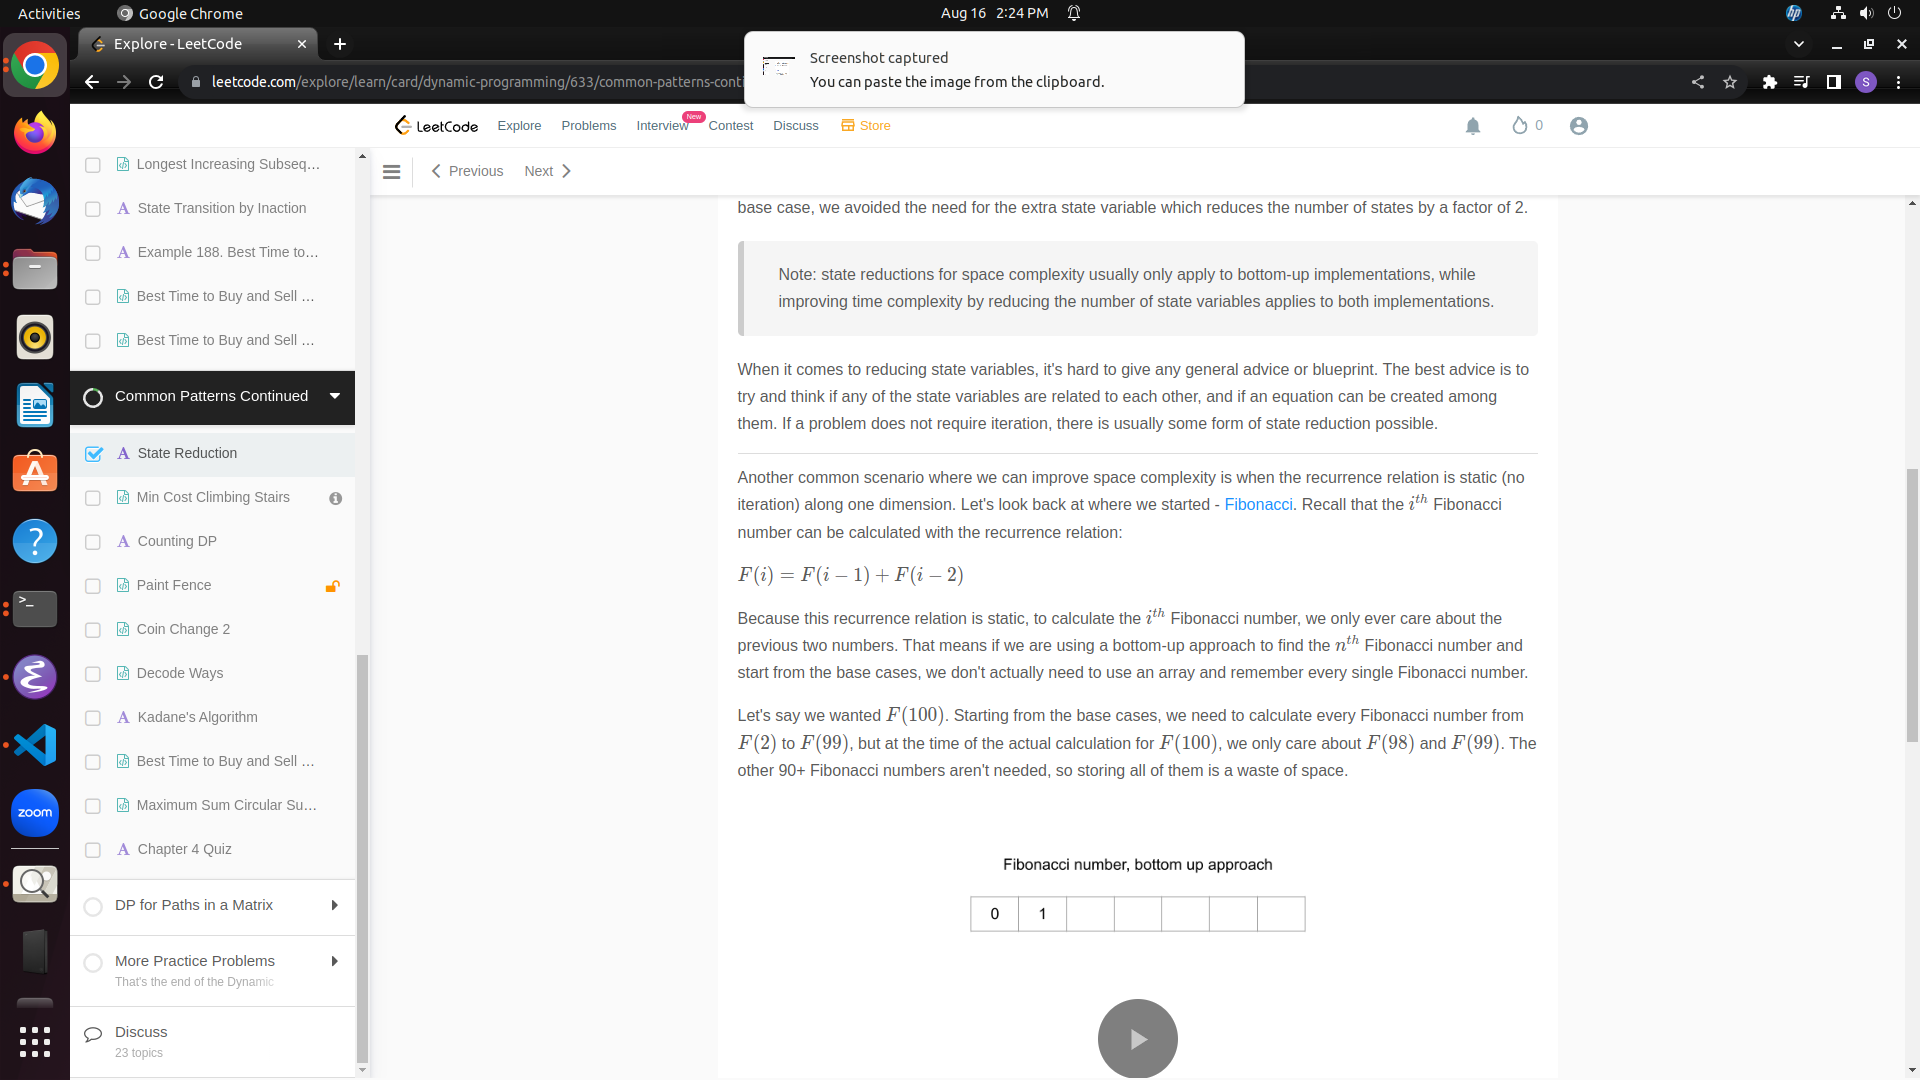 Activities
Google Chrome
Aug 16 2:24 PM
Explore - LeetCode
leetcode.com/explore/learn/card/dynamic-programming/633/common-patterns-conti
S
Screenshot captured
You can paste the image from the clipboard.
LeetCode
Explore
Problems
Interview
New
Contest
Discuss
Store
0
Previous
Next
Longest Increasing Subseq...
State Transition by Inaction
Example 188. Best Time to...
Best Time to Buy and Sell ...
Best Time to Buy and Sell ...
Common Patterns Continued
State Reduction
Min Cost Climbing Stairs
Counting DP
Paint Fence
Coin Change 2
Decode Ways
Kadane's Algorithm
Best Time to Buy and Sell ...
Maximum Sum Circular Su...
Chapter 4 Quiz
DP for Paths in a Matrix
More Practice Problems
That's the end of the Dynamic
Discuss
23 topics
base case, we avoided the need for the extra state variable which reduces the number of states by a factor of 2.
Note: state reductions for space complexity usually only apply to bottom-up implementations, while
improving time complexity by reducing the number of state variables applies to both implementations.
When it comes to reducing state variables, it's hard to give any general advice or blueprint. The best advice is to
try and think if any of the state variables are related to each other, and if an equation can be created among
them. If a problem does not require iteration, there is usually some form of state reduction possible.
Another common scenario where we can improve space complexity is when the recurrence relation is static (no
iteration) along one dimension. Let's look back at where we started - Fibonacci. Recall that the i^th Fibonacci
number can be calculated with the recurrence relation:
F(i) = F(i − 1) + F(i − 2)
Because this recurrence relation is static, to calculate the i^th Fibonacci number, we only ever care about the
previous two numbers. That means if we are using a bottom-up approach to find the n^th Fibonacci number and
start from the base cases, we don't actually need to use an array and remember every single Fibonacci number.
Let's say we wanted F(100). Starting from the base cases, we need to calculate every Fibonacci number from
F(2) to F(99), but at the time of the actual calculation for F(100), we only care about F(98) and F(99). The
other 90+ Fibonacci numbers aren't needed, so storing all of them is a waste of space.
Fibonacci number, bottom up approach
0 1
zoom
hp
>_
?